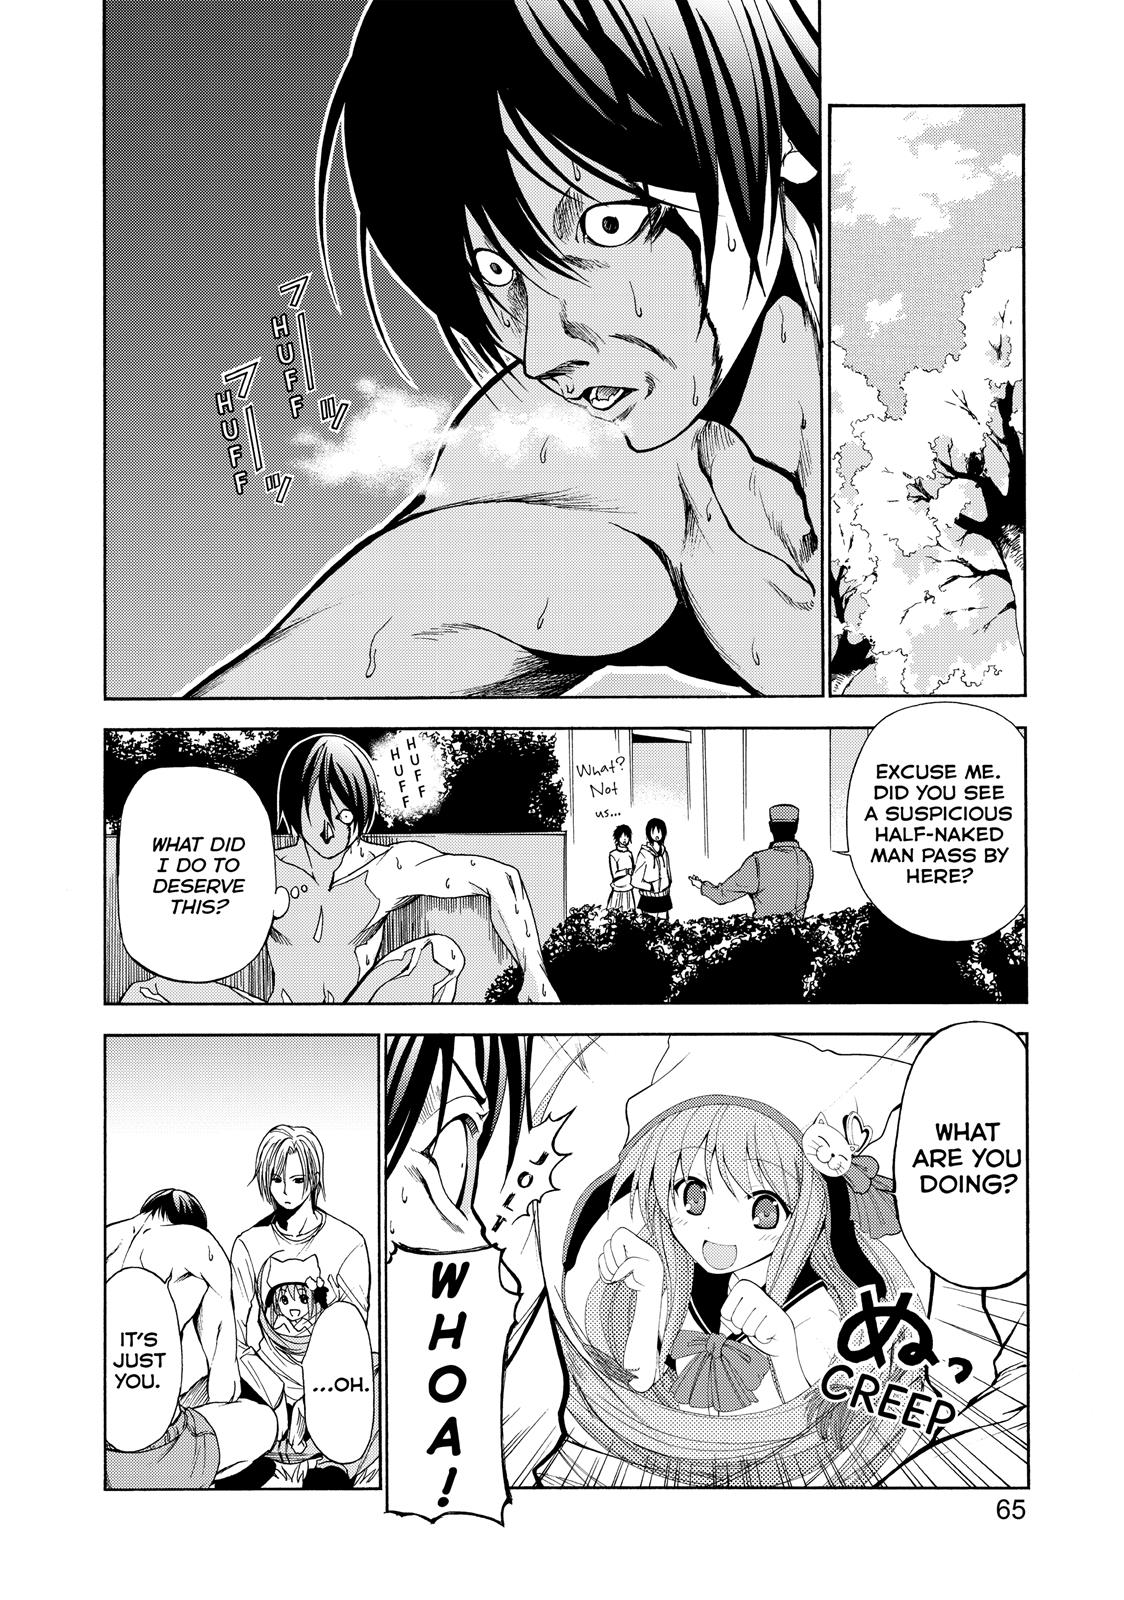 フーッ
HUFF
フーッ
HUFF
EXCUSE ME.
DID YOU SEE
A SUSPICIOUS
HALF-NAKED
MAN PASS BY
HERE?
What?
Not
us...
HUFF
HUFF
WHAT DID
I DO TO
DESERVE
THIS?
WHAT
ARE YOU
DOING?
ぬっ
CREEP
JOLT
WHOA!
...OH.
IT'S
JUST
YOU.
65